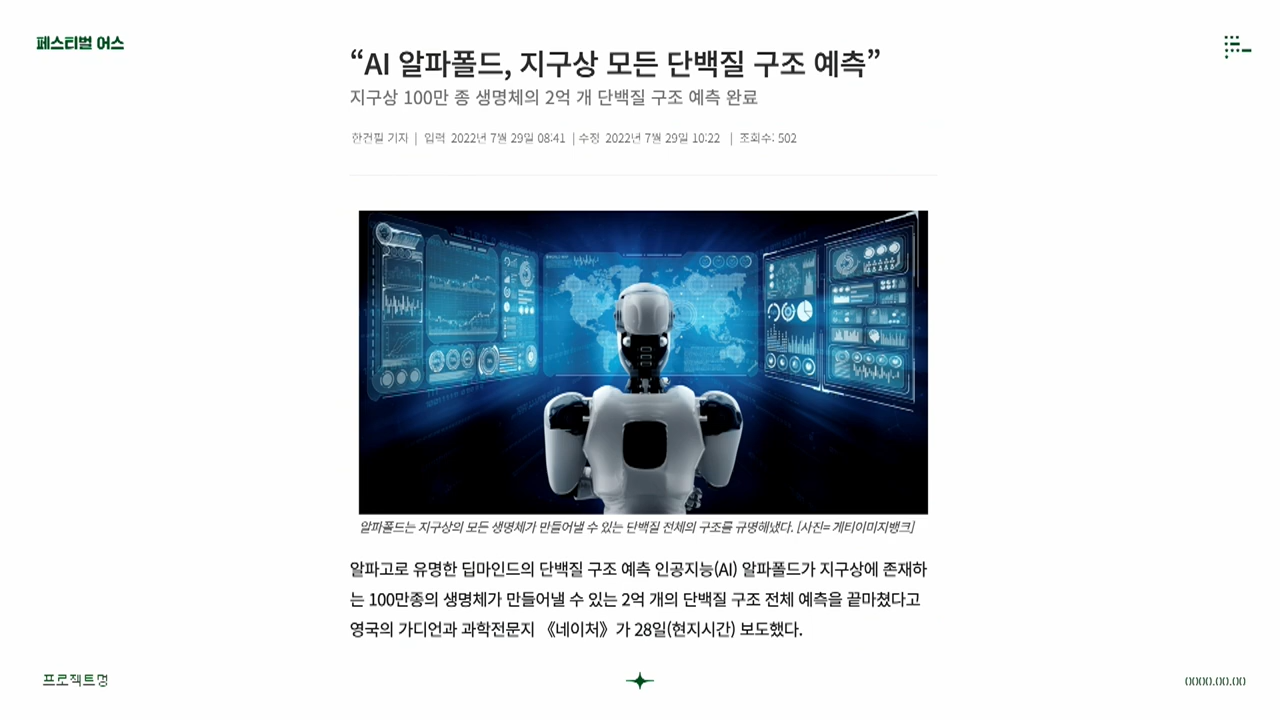 페스티벌 어스
“AI 알파폴드, 지구상 모든 단백질 구조 예측”
지구상 100만 종 생명체의 2억 개 단백질 구조 예측 완료
한건필 기자 | 입력 2022년 7월 29일 08:41 | 수정 2022년 7월 29일 10:22 | 조회수: 502
알파폴드는 지구상의 모든 생명체가 만들어낼 수 있는 단백질 전체의 구조를 규명해냈다. [사진= 게티이미지뱅크]
알파고로 유명한 딥마인드의 단백질 구조 예측 인공지능(AI) 알파폴드가 지구상에 존재하
는 100만종의 생명체가 만들어낼 수 있는 2억 개의 단백질 구조 전체 예측을 끝마쳤다고
영국의 가디언과 과학전문지 《네이처》가 28일(현지시간) 보도했다.
프로젝트명
0000.00.00